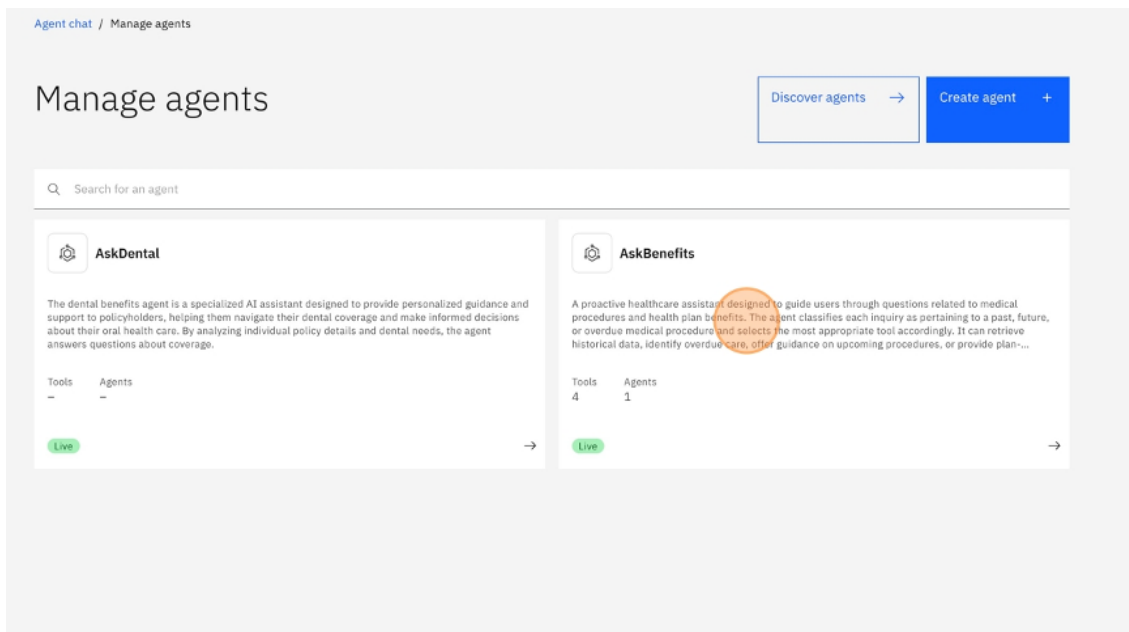 Agent chat / Manage agents
Manage agents
Discover agents
Create agent +
Search for an agent
AskDental
The dental benefits agent is a specialized AI assistant designed to provide personalized guidance and
support to policyholders, helping them navigate their dental coverage and make informed decisions
about their oral health care. By analyzing individual policy details and dental needs, the agent
answers questions about coverage.
Tools Agents
– –
Live
AskBenefits
A proactive healthcare assistant designed to guide users through questions related to medical
procedures and health plan benefits. The agent classifies each inquiry as pertaining to a past, future,
or overdue medical procedure and selects the most appropriate tool accordingly. It can retrieve
historical data, identify overdue care, offer guidance on upcoming procedures, or provide plan-...
Tools Agents
4 1
Live